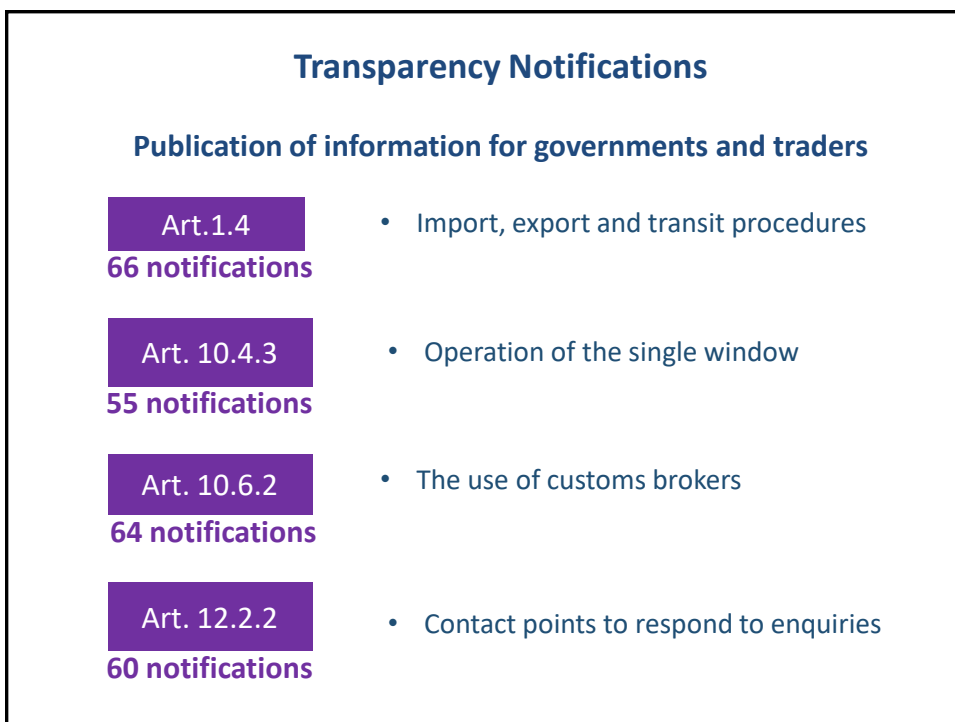 Transparency Notifications
Publication of information for governments and traders
Art.1.4
• Import, export and transit procedures
66 notifications
Art. 10.4.3
• Operation of the single window
55 notifications
Art. 10.6.2
• The use of customs brokers
64 notifications
Art. 12.2.2
• Contact points to respond to enquiries
60 notifications